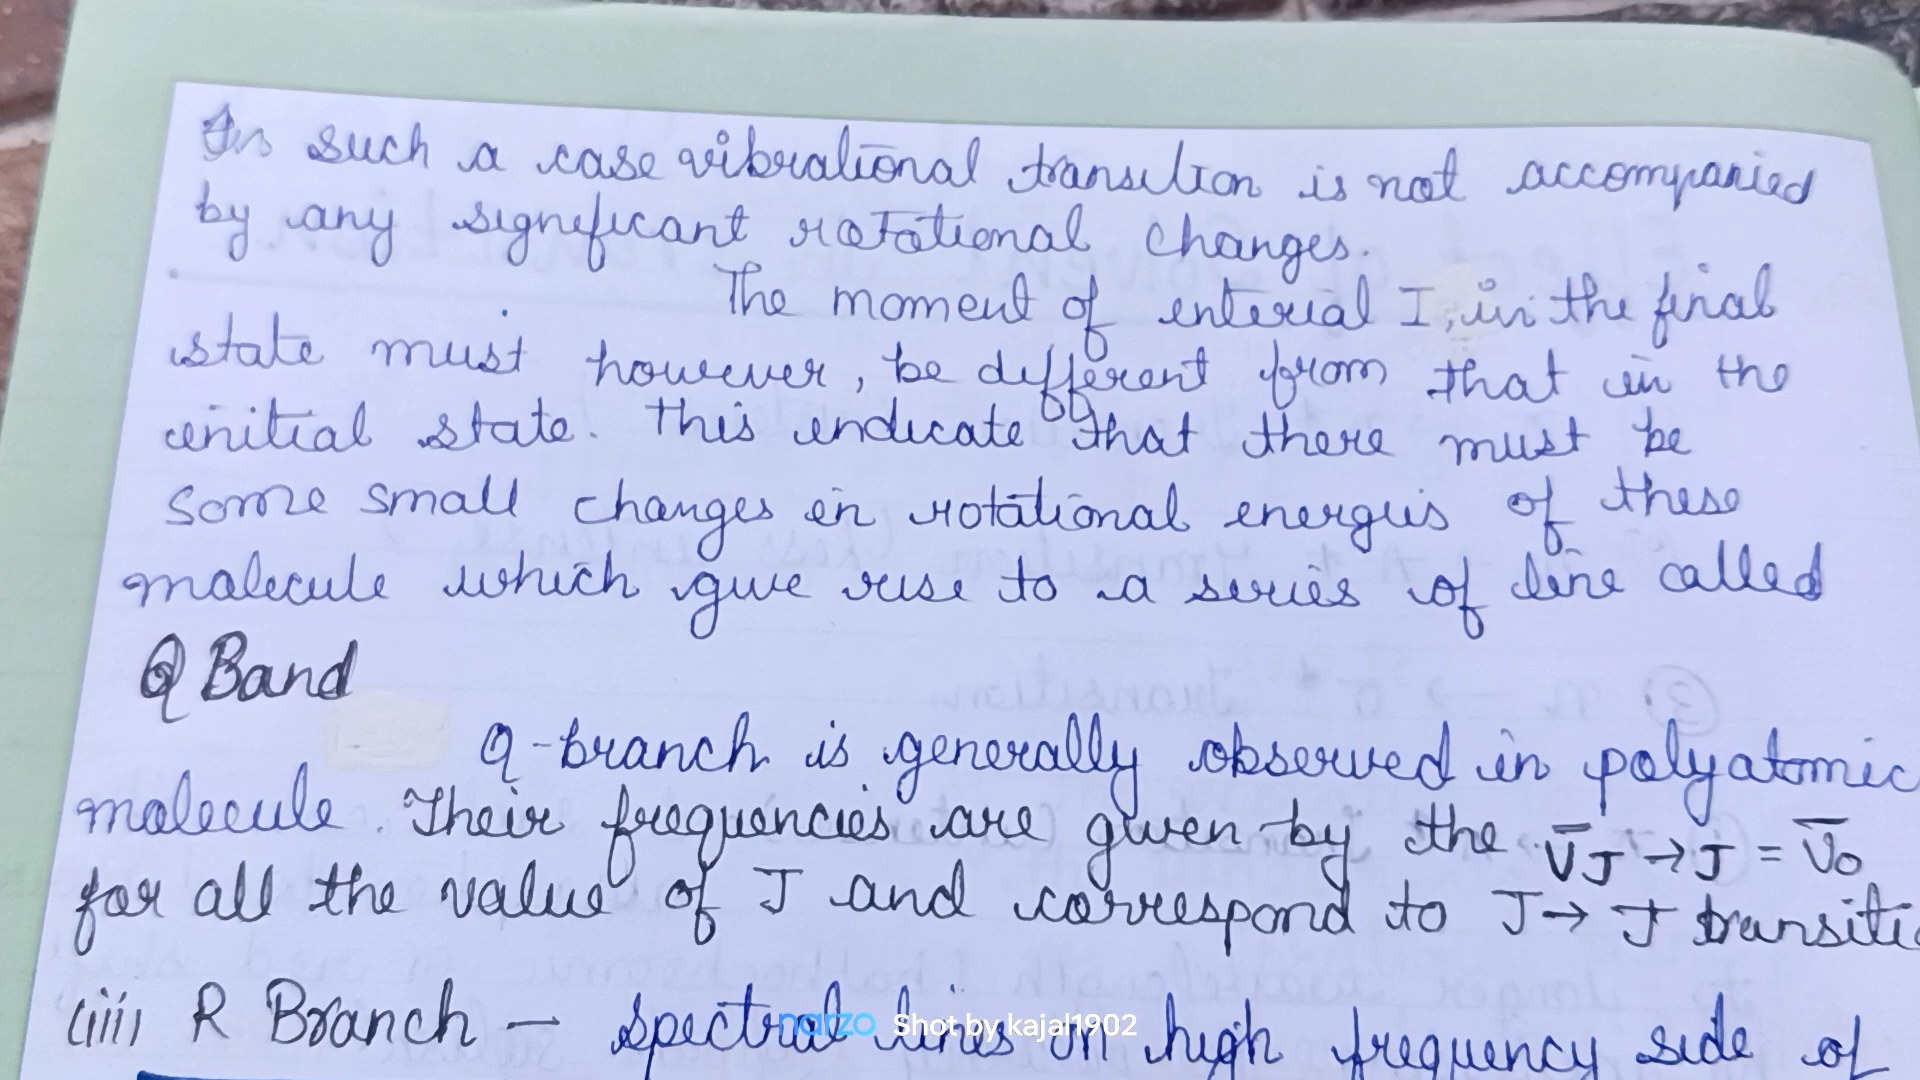 In such a case vibrational transition is not accompanied
by any significant rotational changes.
The moment of enterial I, in the final
state must however, be different from that in the
initial state. This indicate that there must be
some small changes in rotational energies of these
malecule which give rise to a series of line called
Q Band
Q-branch is generally observed in polyatomic
malecule. Their frequencies are given by the ν̅J → J = ν̅o
for all the value of J and correspond to J → J transiti
(iii) R Branch — spectral lines on high frequency side of
narzo Shot by kajal1902